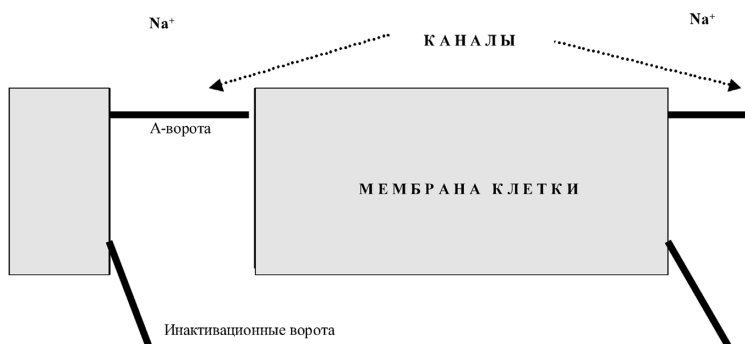 Na⁺
Na⁺
КАНАЛЫ
А-ворота
МЕМБРАНА КЛЕТКИ
Инактивационные ворота